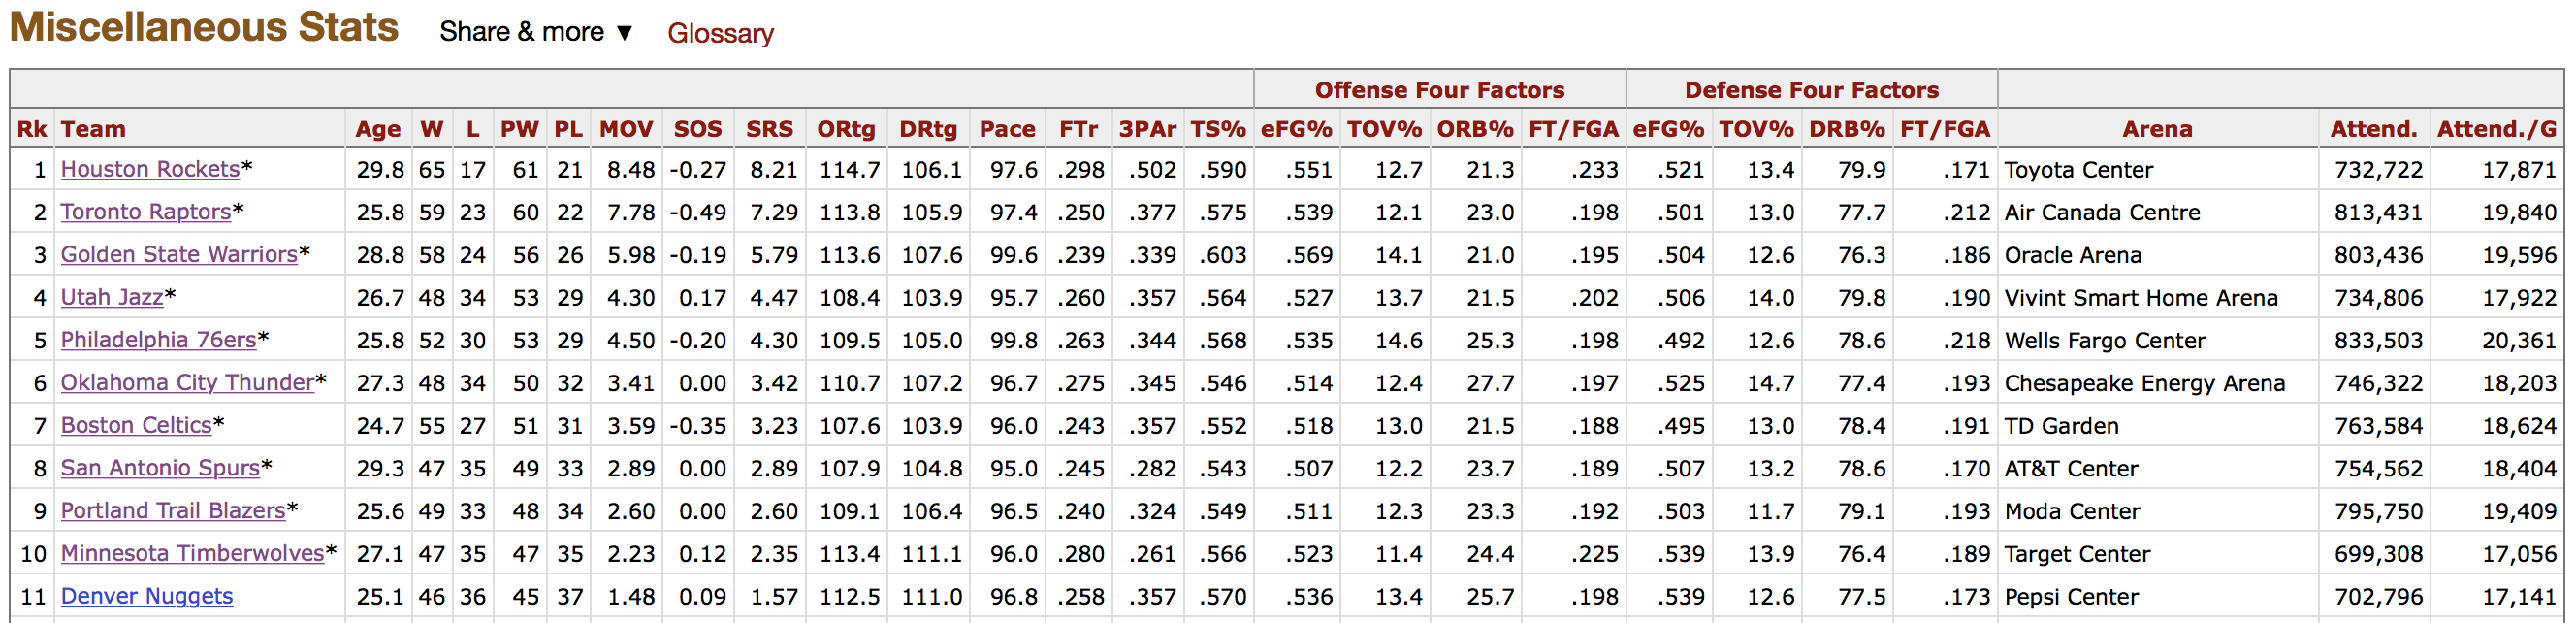 Miscellaneous Stats Share & more ▼ Glossary
Offense Four Factors Defense Four Factors
Rk Team Age W L PW PL MOV SOS SRS ORtg DRtg Pace FTr 3PAr TS% eFG% TOV% ORB% FT/FGA eFG% TOV% DRB% FT/FGA Arena Attend. Attend./G
1 Houston Rockets* 29.8 65 17 61 21 8.48 -0.27 8.21 114.7 106.1 97.6 .298 .502 .590 .551 12.7 21.3 .233 .521 13.4 79.9 .171 Toyota Center 732,722 17,871
2 Toronto Raptors* 25.8 59 23 60 22 7.78 -0.49 7.29 113.8 105.9 97.4 .250 .377 .575 .539 12.1 23.0 .198 .501 13.0 77.7 .212 Air Canada Centre 813,431 19,840
3 Golden State Warriors* 28.8 58 24 56 26 5.98 -0.19 5.79 113.6 107.6 99.6 .239 .339 .603 .569 14.1 21.0 .195 .504 12.6 76.3 .186 Oracle Arena 803,436 19,596
4 Utah Jazz* 26.7 48 34 53 29 4.30 0.17 4.47 108.4 103.9 95.7 .260 .357 .564 .527 13.7 21.5 .202 .506 14.0 79.8 .190 Vivint Smart Home Arena 734,806 17,922
5 Philadelphia 76ers* 25.8 52 30 53 29 4.50 -0.20 4.30 109.5 105.0 99.8 .263 .344 .568 .535 14.6 25.3 .198 .492 12.6 78.6 .218 Wells Fargo Center 833,503 20,361
6 Oklahoma City Thunder* 27.3 48 34 50 32 3.41 0.00 3.42 110.7 107.2 96.7 .275 .345 .546 .514 12.4 27.7 .197 .525 14.7 77.4 .193 Chesapeake Energy Arena 746,322 18,203
7 Boston Celtics* 24.7 55 27 51 31 3.59 -0.35 3.23 107.6 103.9 96.0 .243 .357 .552 .518 13.0 21.5 .188 .495 13.0 78.4 .191 TD Garden 763,584 18,624
8 San Antonio Spurs* 29.3 47 35 49 33 2.89 0.00 2.89 107.9 104.8 95.0 .245 .282 .543 .507 12.2 23.7 .189 .507 13.2 78.6 .170 AT&T Center 754,562 18,404
9 Portland Trail Blazers* 25.6 49 33 48 34 2.60 0.00 2.60 109.1 106.4 96.5 .240 .324 .549 .511 12.3 23.3 .192 .503 11.7 79.1 .193 Moda Center 795,750 19,409
10 Minnesota Timberwolves* 27.1 47 35 47 35 2.23 0.12 2.35 113.4 111.1 96.0 .280 .261 .566 .523 11.4 24.4 .225 .539 13.9 76.4 .189 Target Center 699,308 17,056
11 Denver Nuggets 25.1 46 36 45 37 1.48 0.09 1.57 112.5 111.0 96.8 .258 .357 .570 .536 13.4 25.7 .198 .539 12.6 77.5 .173 Pepsi Center 702,796 17,141